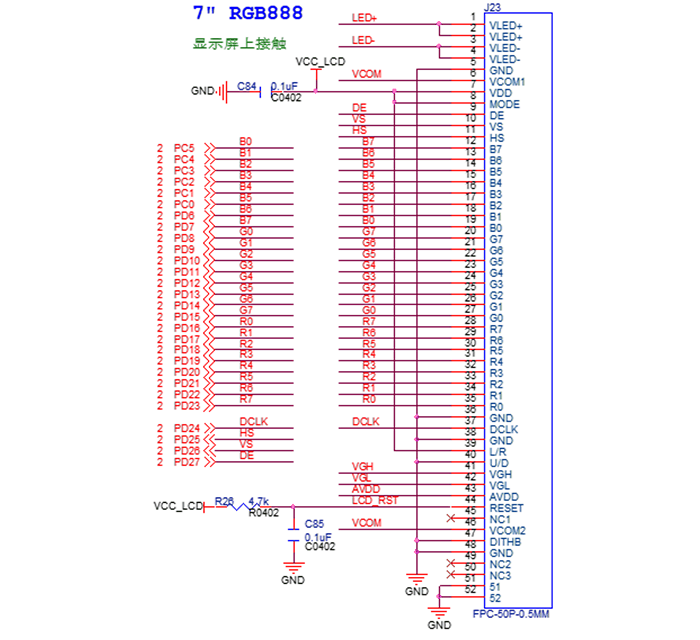 7" RGB888
显示屏上接触
J23
LED+ 1 VLED+
2 VLED+
LED- 3 VLED-
4 VLED-
VCC_LCD 5 GND
VCOM 6 VCOM1
GND C84 0.1uF 7 VDD
C0402 8 MODE
DE 9 DE
VS 10 VS
HS 11 HS
2 PC5 B0 B7 12 B7
2 PC4 B1 B6 13 B6
2 PC3 B2 B5 14 B5
2 PC2 B3 B4 15 B4
2 PC1 B4 B3 16 B3
2 PC0 B5 B2 17 B2
2 PD6 B6 B1 18 B1
2 PD7 B7 B0 19 B0
2 PD8 G0 G7 20 G7
2 PD9 G1 G6 21 G6
2 PD10 G2 G5 22 G5
2 PD11 G3 G4 23 G4
2 PD12 G4 G3 24 G3
2 PD13 G5 G2 25 G2
2 PD14 G6 G1 26 G1
2 PD15 G7 G0 27 G0
2 PD16 R0 R7 28 R7
2 PD17 R1 R6 29 R6
2 PD18 R2 R5 30 R5
2 PD19 R3 R4 31 R4
2 PD20 R4 R3 32 R3
2 PD21 R5 R2 33 R2
2 PD22 R6 R1 34 R1
2 PD23 R7 R0 35 R0
36 GND
2 PD24 DCLK DCLK 37 DCLK
2 PD25 HS 38 GND
2 PD26 VS 39 L/R
2 PD27 DE 40 U/D
VGH 41 VGH
VGL 42 VGL
AVDD 43 AVDD
VCC_LCD R26 4.7k LCD_RST 44 RESET
R0402 45 NC1
C85 VCOM 46 VCOM2
0.1uF 47 DITHB
C0402 48 GND
49 NC2
GND 50 NC3
GND 51 51
52 52
GND
FPC-50P-0.5MM